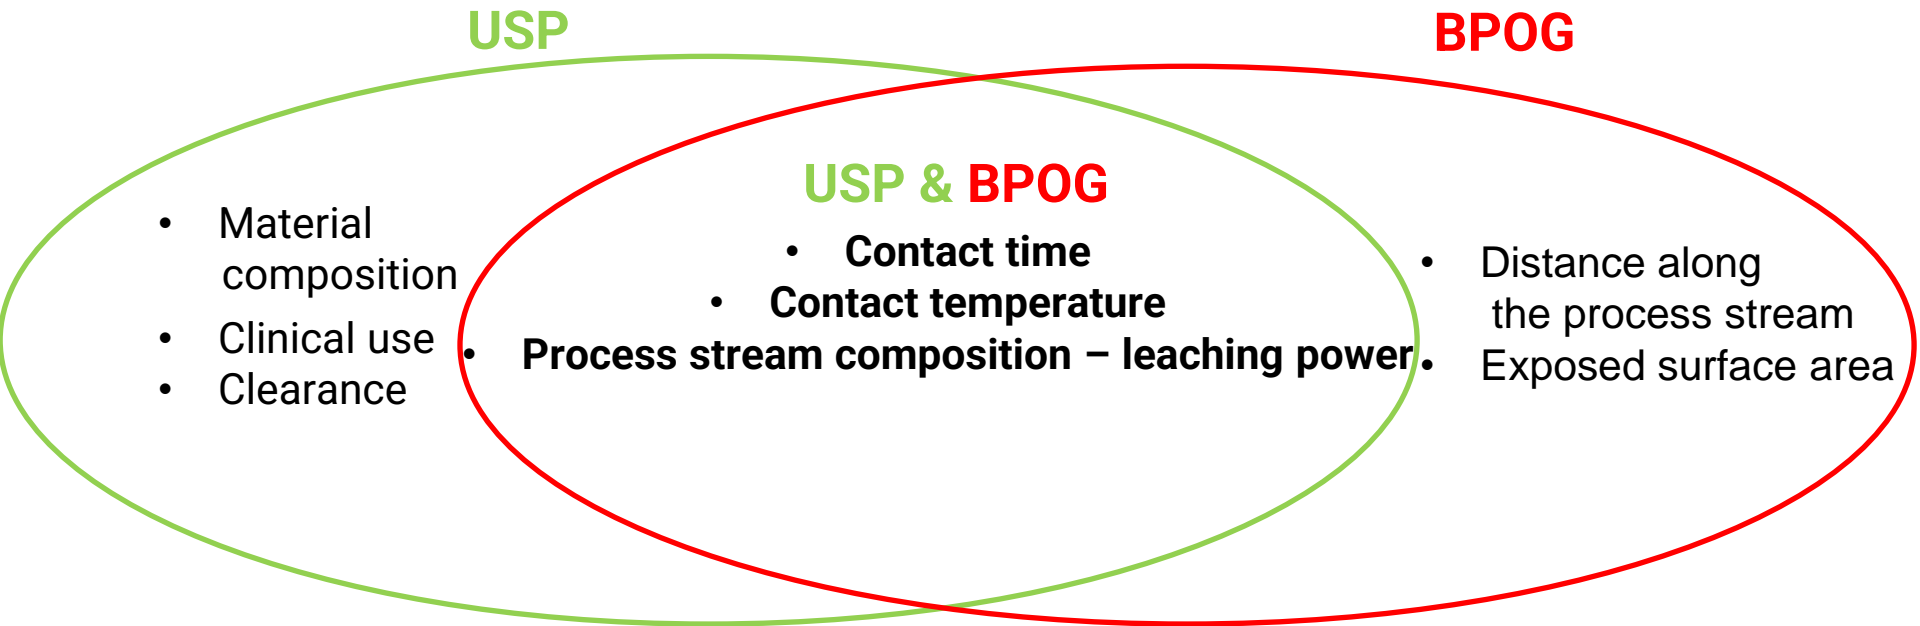 USP
BPOG
• Material
composition
• Clinical use
• Clearance
USP & BPOG
• Contact time
• Contact temperature
• Process stream composition – leaching power
• Distance along
the process stream
• Exposed surface area